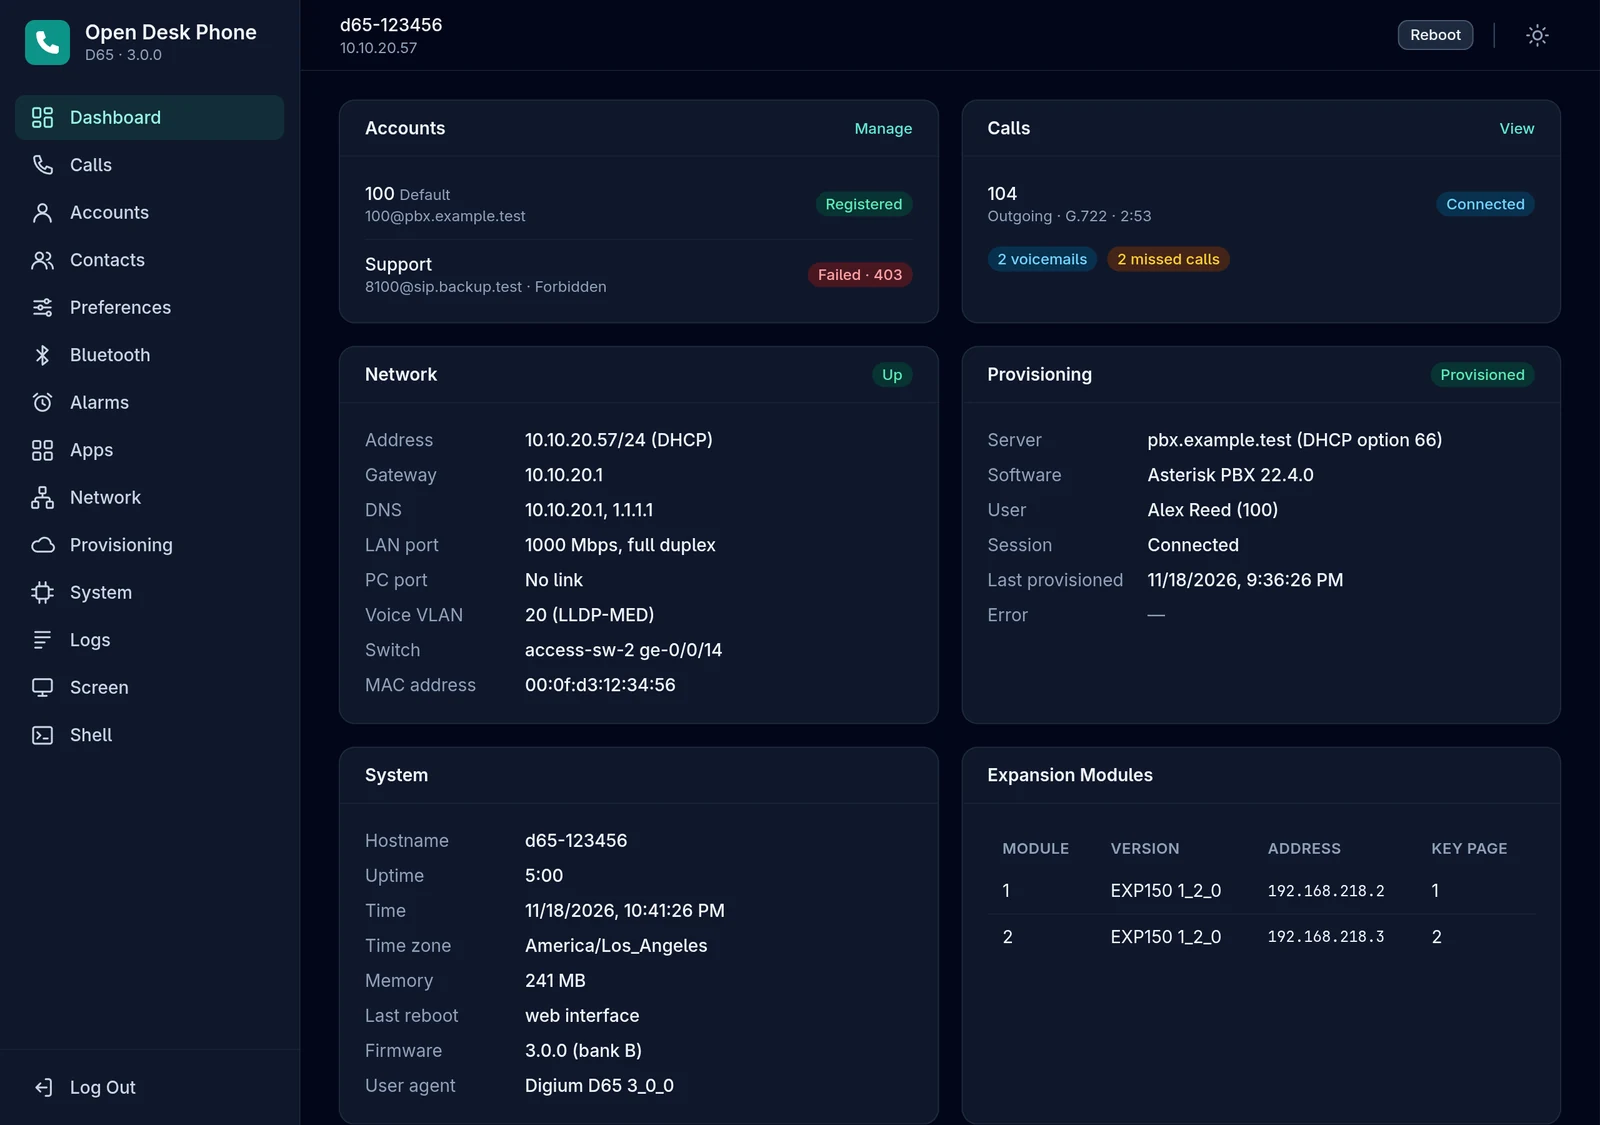 Open Desk Phone
D65 · 3.0.0
Dashboard
Calls
Accounts
Contacts
Preferences
Bluetooth
Alarms
Apps
Network
Provisioning
System
Logs
Screen
Shell
Log Out
d65-123456
10.10.20.57
Reboot
Accounts
Manage
100 Default
Registered
100@pbx.example.test
Support
Failed · 403
8100@sip.backup.test · Forbidden
Calls
View
104
Connected
Outgoing · G.722 · 2:53
2 voicemails
2 missed calls
Network
Up
Address 10.10.20.57/24 (DHCP)
Gateway 10.10.20.1
DNS 10.10.20.1, 1.1.1.1
LAN port 1000 Mbps, full duplex
PC port No link
Voice VLAN 20 (LLDP-MED)
Switch access-sw-2 ge-0/0/14
MAC address 00:0f:d3:12:34:56
Provisioning
Provisioned
Server pbx.example.test (DHCP option 66)
Software Asterisk PBX 22.4.0
User Alex Reed (100)
Session Connected
Last provisioned 11/18/2026, 9:36:26 PM
Error —
System
Hostname d65-123456
Uptime 5:00
Time 11/18/2026, 10:41:26 PM
Time zone America/Los_Angeles
Memory 241 MB
Last reboot web interface
Firmware 3.0.0 (bank B)
User agent Digium D65 3_0_0
Expansion Modules
MODULE VERSION ADDRESS KEY PAGE
1 EXP150 1_2_0 192.168.218.2 1
2 EXP150 1_2_0 192.168.218.3 2